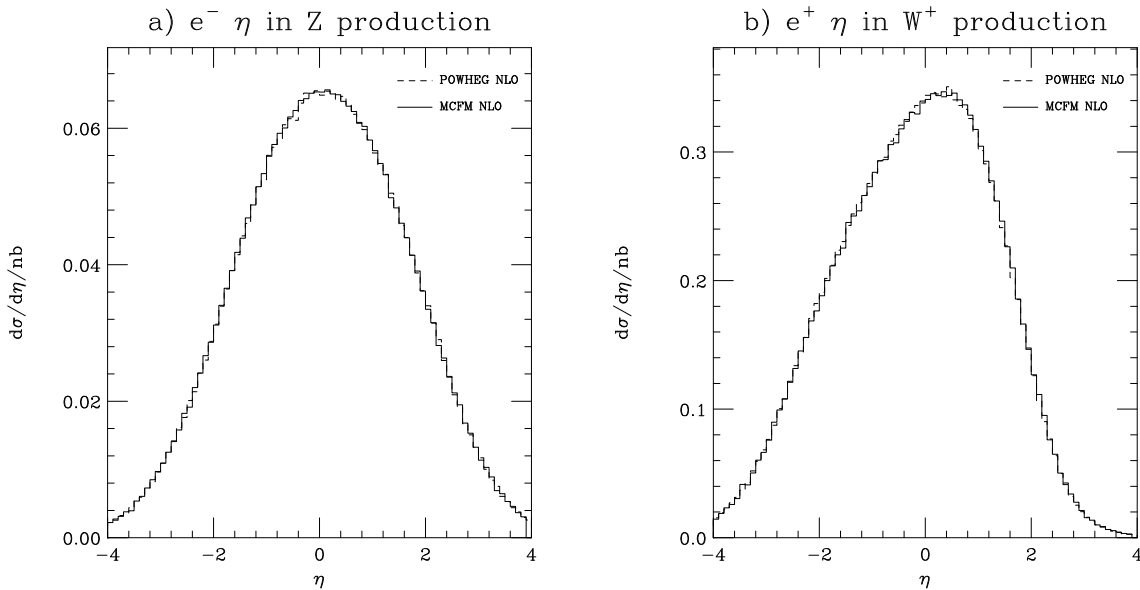 a) e⁻ η in Z production
POWHEG NLO
MCFM NLO
dσ/dη/nb
0.06
0.04
0.02
0.00
−4
−2
0
2
4
η
b) e⁺ η in W⁺ production
POWHEG NLO
MCFM NLO
dσ/dη/nb
0.3
0.2
0.1
0.0
−4
−2
0
2
4
η